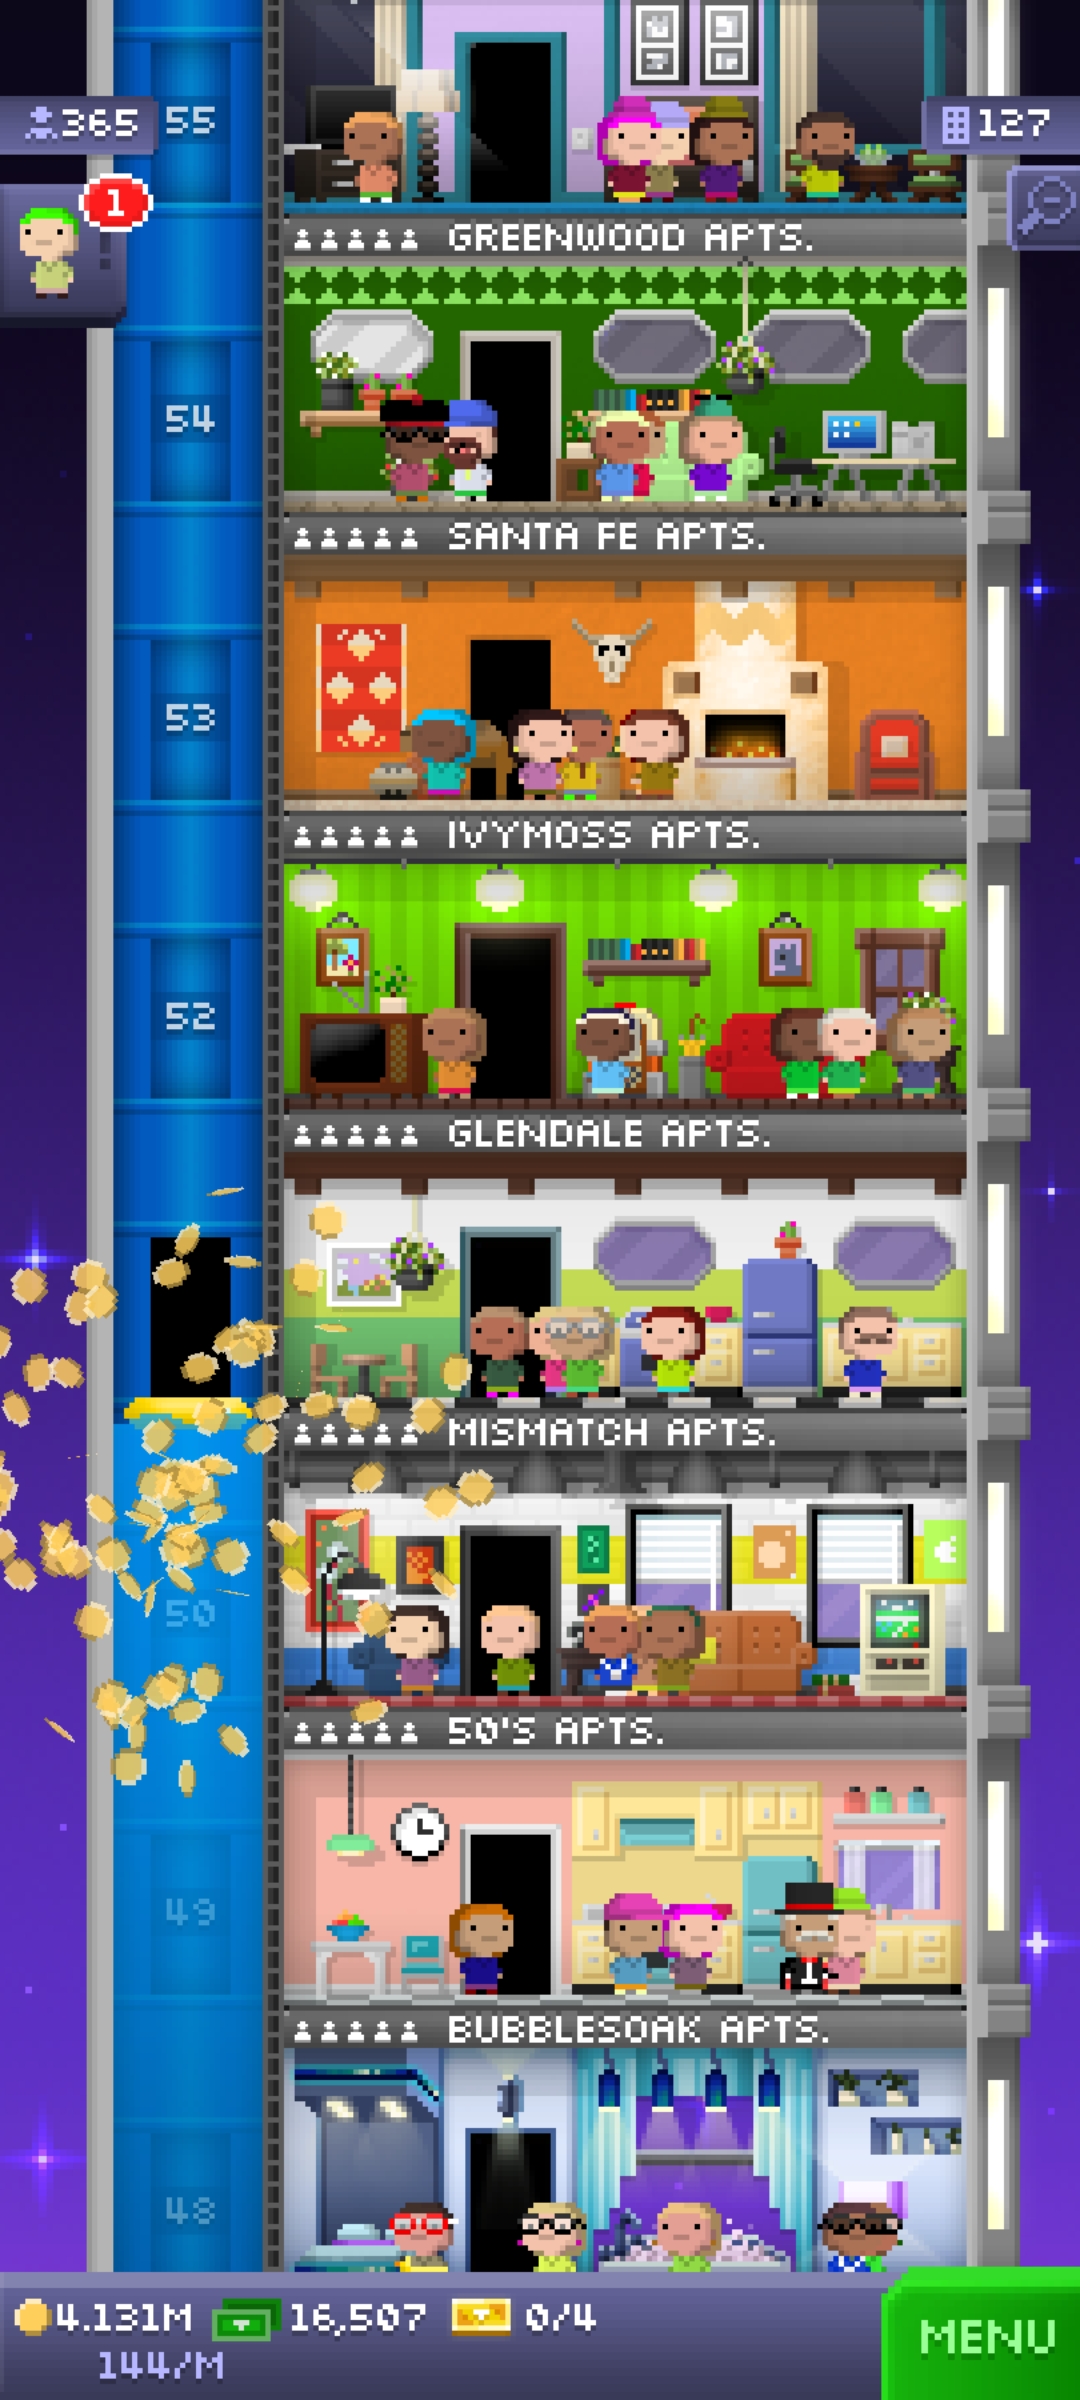 55
365
127
1
GREENWOOD APTS.
54
SANTA FE APTS.
53
IVYMOSS APTS.
52
GLENDALE APTS.
MISMATCH APTS.
50
50'S APTS.
49
BUBBLESOAK APTS.
48
4.131M
16,507
0/4
144/M
MENU